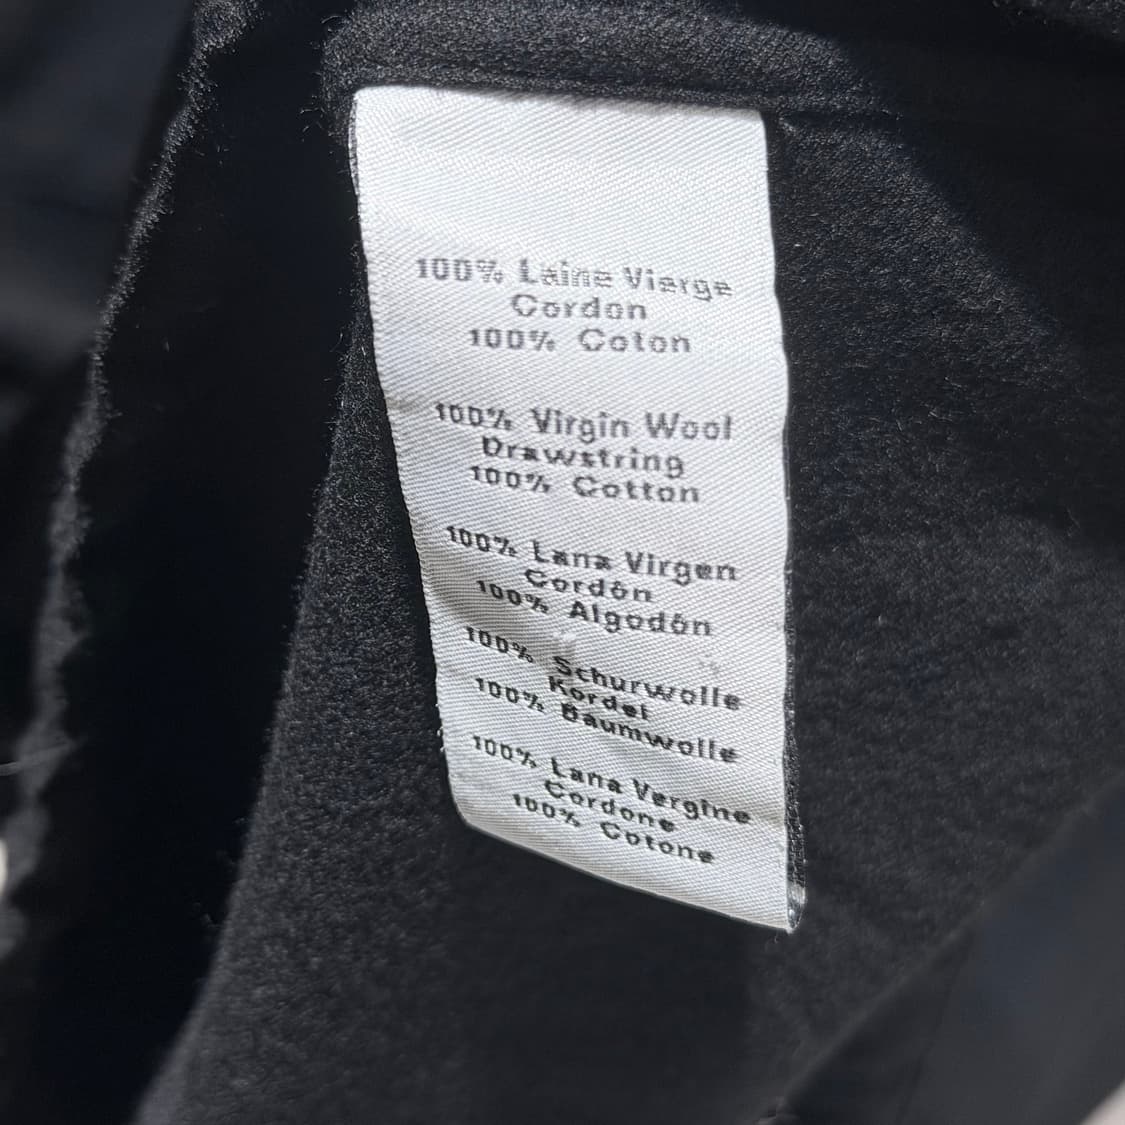 100% Laine Vierge
Cordon
100% Coton
100% Virgin Wool
Drawstring
100% Cotton
100% Lana Virgen
Cordón
100% Algodón
100% Schurwolle
Kordel
100% Baumwolle
100% Lana Vergine
Cordone
100% Cotone